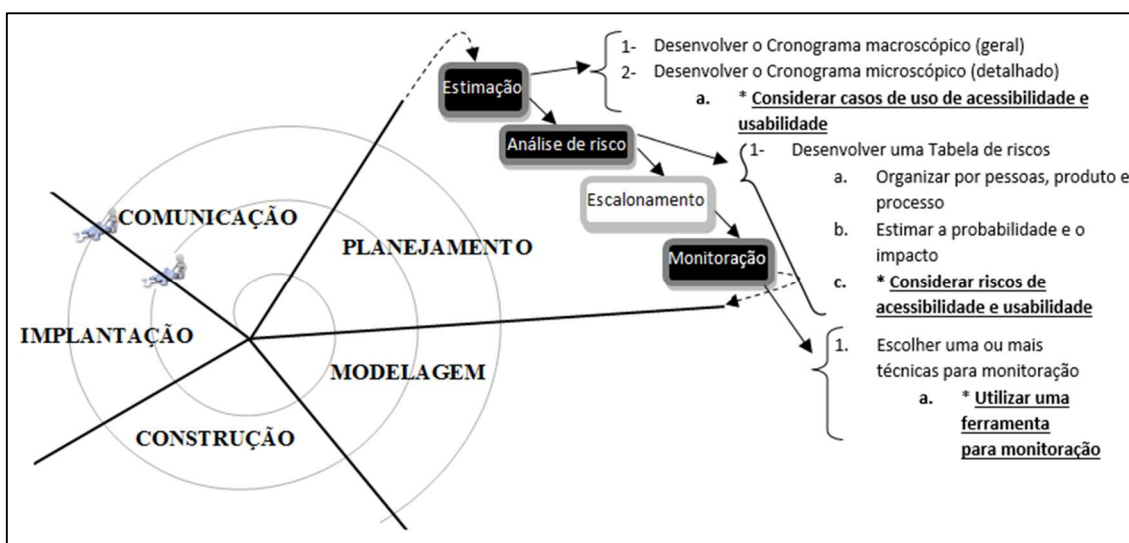 Estimação
1- Desenvolver o Cronograma macroscópico (geral)
2- Desenvolver o Cronograma microscópico (detalhado)
a. * Considerar casos de uso de acessibilidade e
usabilidade
Análise de risco
1- Desenvolver uma Tabela de riscos
a. Organizar por pessoas, produto e
processo
b. Estimar a probabilidade e o
impacto
c. * Considerar riscos de
acessibilidade e usabilidade
Escalonamento
Monitoração
1. Escolher uma ou mais
técnicas para monitoração
a. * Utilizar uma
ferramenta
para monitoração
COMUNICAÇÃO
PLANEJAMENTO
IMPLANTAÇÃO
MODELAGEM
CONSTRUÇÃO